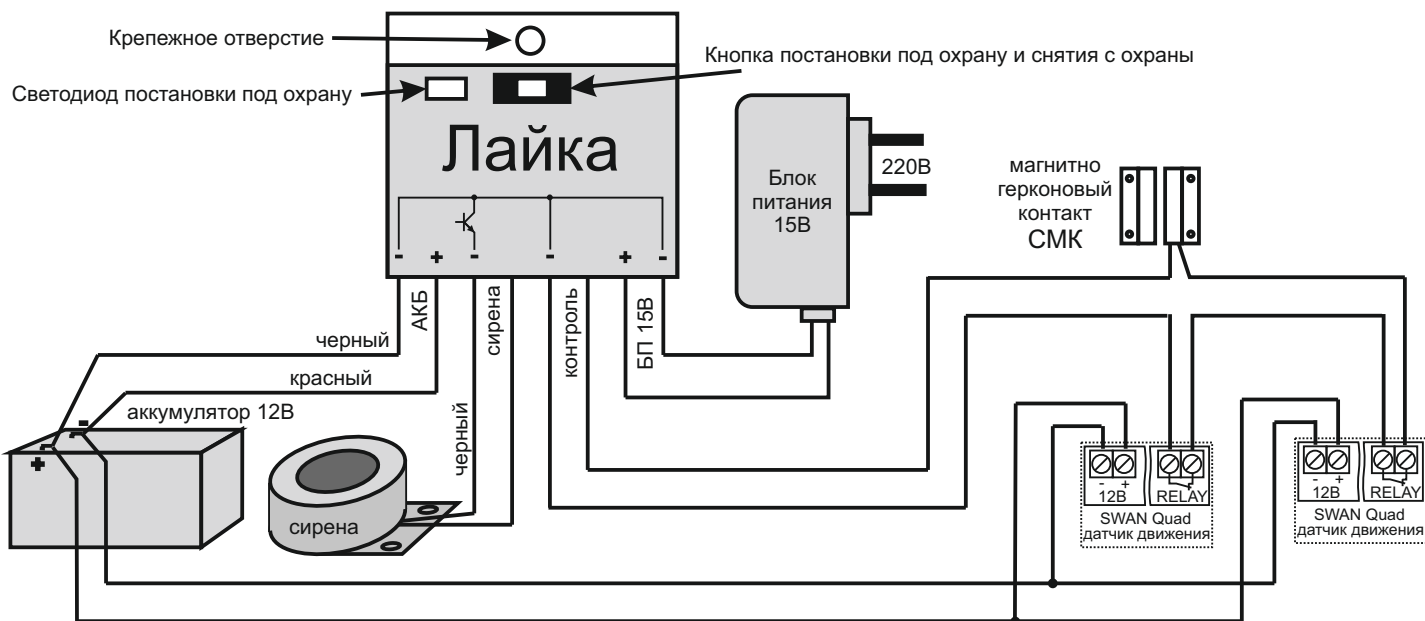 Крепежное отверстие
Кнопка постановки под охрану и снятия с охраны
Светодиод постановки под охрану
Лайка
- + - - + -
АКБ
сирена
контроль
БП 15В
Блок
питания
15В
220В
магнитно
герконовый
контакт
СМК
черный
красный
черный
аккумулятор 12В
+ -
сирена
- +
12В
RELAY
SWAN Quad
датчик движения
- +
12В
RELAY
SWAN Quad
датчик движения